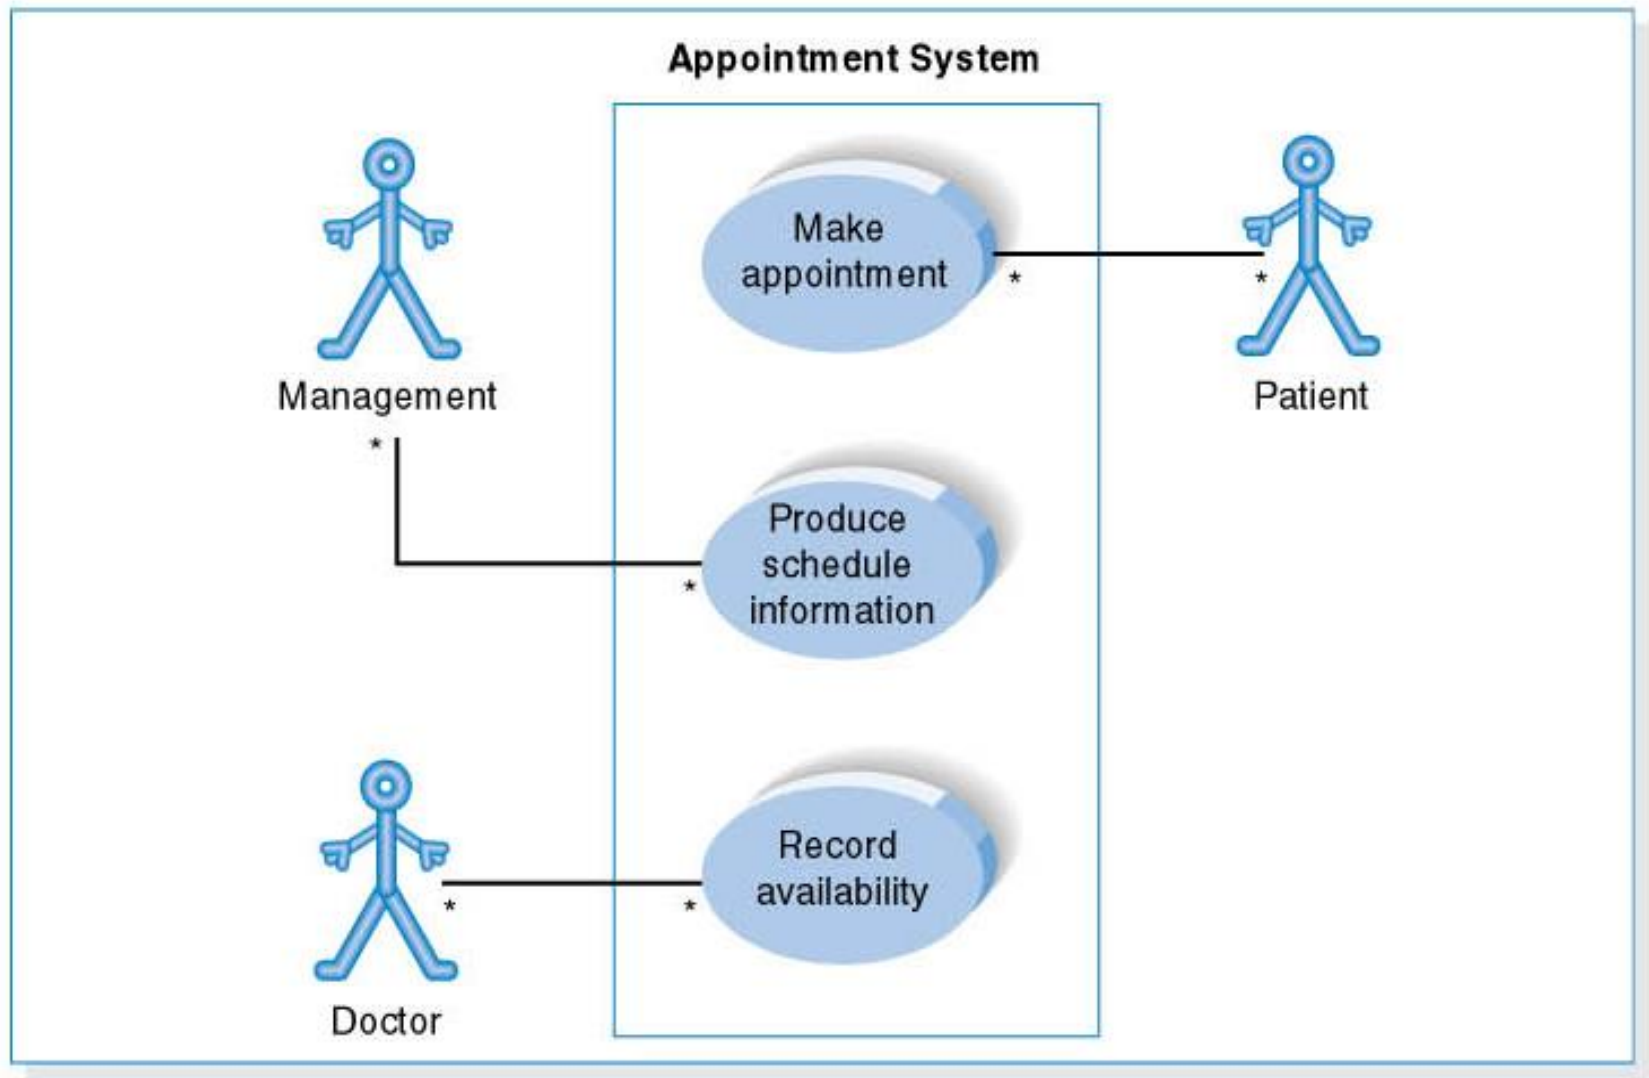 Appointment System
Make
appointment
*
*
Management
Patient
*
Produce
schedule
information
*
Record
availability
*
*
Doctor